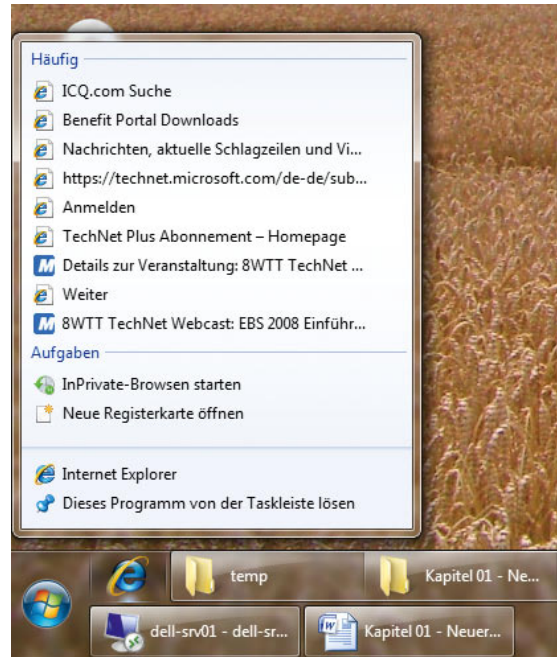 Häufig
ICQ.com Suche
Benefit Portal Downloads
Nachrichten, aktuelle Schlagzeilen und Vi...
https://technet.microsoft.com/de-de/sub...
Anmelden
TechNet Plus Abonnement – Homepage
Details zur Veranstaltung: 8WTT TechNet ...
Weiter
8WTT TechNet Webcast: EBS 2008 Einführ...
Aufgaben
InPrivate-Browsen starten
Neue Registerkarte öffnen
Internet Explorer
Dieses Programm von der Taskleiste lösen
temp
Kapitel 01 - Ne...
dell-srv01 - dell-sr...
Kapitel 01 - Neuer...